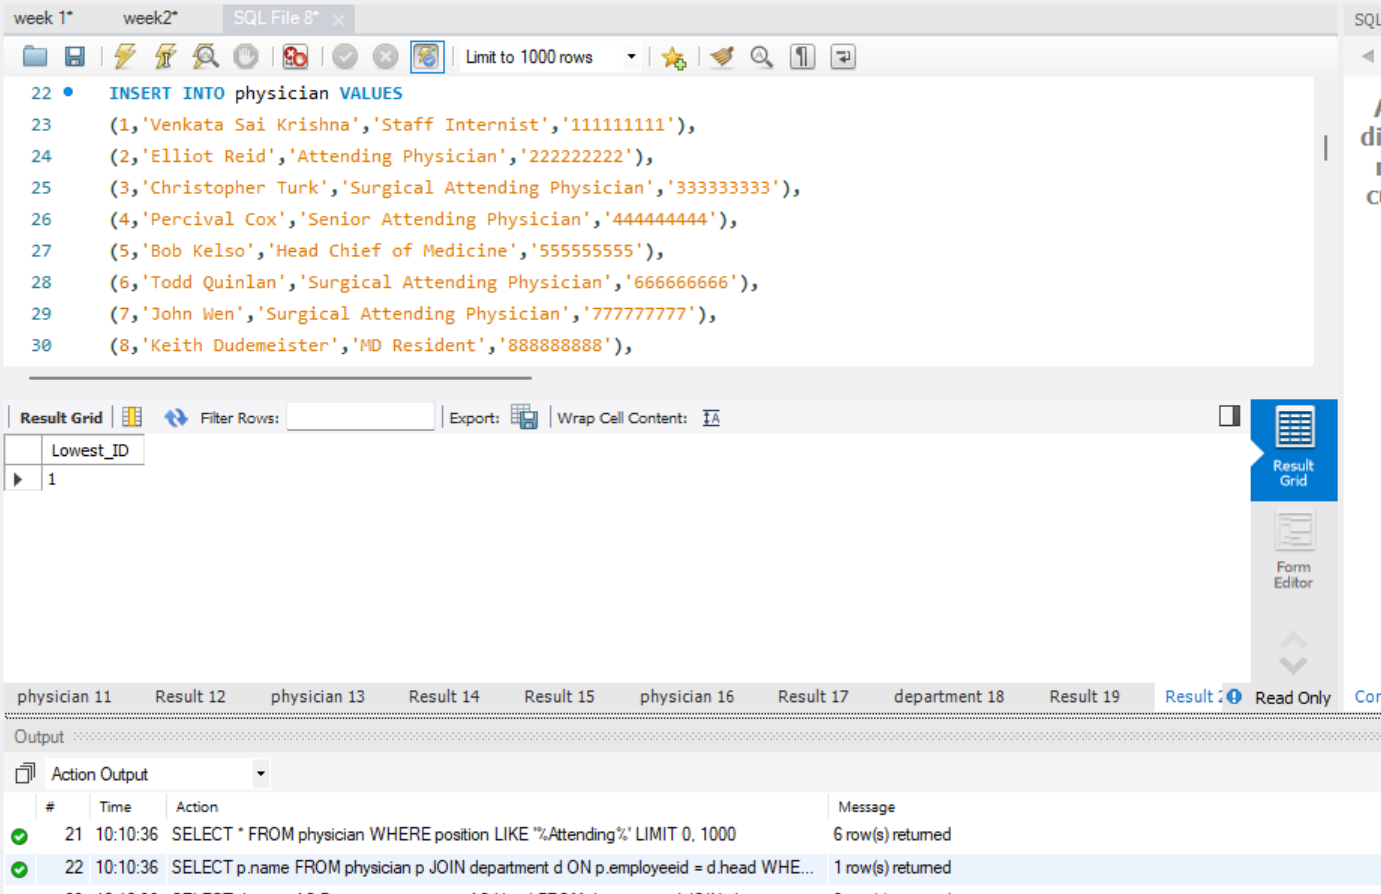 week 1* week2* SQL File 8* ×
Limit to 1000 rows
22 INSERT INTO physician VALUES
23 (1,'Venkata Sai Krishna','Staff Internist','111111111'),
24 (2,'Elliot Reid','Attending Physician','222222222'),
25 (3,'Christopher Turk','Surgical Attending Physician','333333333'),
26 (4,'Percival Cox','Senior Attending Physician','444444444'),
27 (5,'Bob Kelso','Head Chief of Medicine','555555555'),
28 (6,'Todd Quinlan','Surgical Attending Physician','666666666'),
29 (7,'John Wen','Surgical Attending Physician','777777777'),
30 (8,'Keith Dudemeister','MD Resident','888888888'),
Result Grid Filter Rows: Export: Wrap Cell Content:
Lowest_ID
1
Result
Grid
Form
Editor
physician 11 Result 12 physician 13 Result 14 Result 15 physician 16 Result 17 department 18 Result 19 Result Read Only
Output
Action Output
# Time Action Message
21 10:10:36 SELECT * FROM physician WHERE position LIKE '%Attending%' LIMIT 0, 1000 6 row(s) returned
22 10:10:36 SELECT p.name FROM physician p JOIN department d ON p.employeeid = d.head WHE... 1 row(s) returned